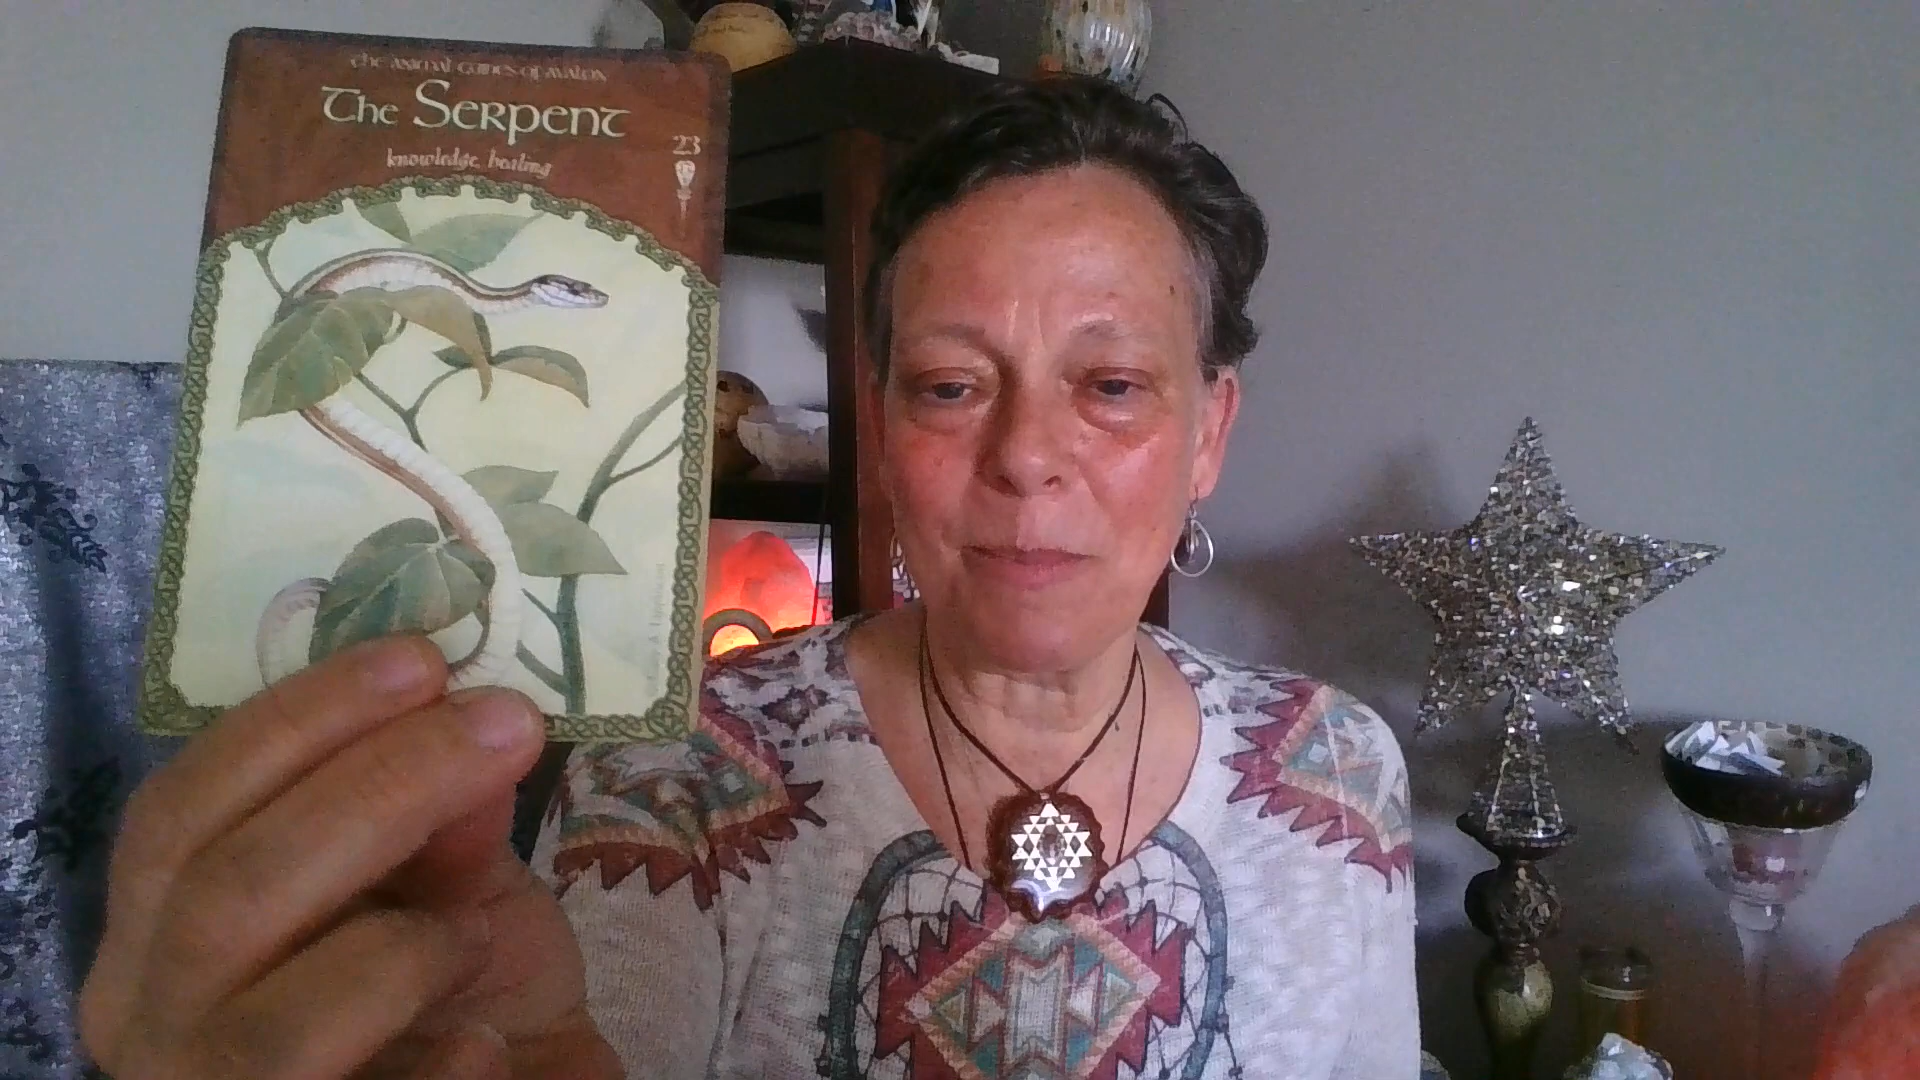 the animal guides of avalon
The Serpent
knowledge, healing
23